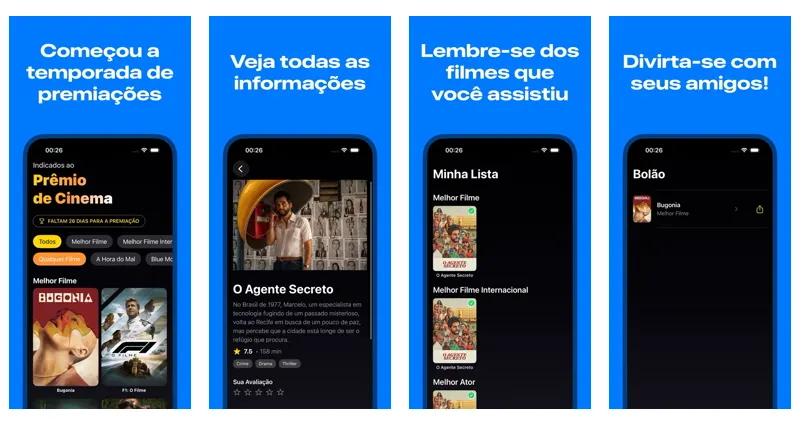 Começou a
temporada de
premiações
00:26
Indicados ao
Prêmio
de Cinema
FALTAM 26 DIAS PARA A PREMIAÇÃO
Todos
Melhor Filme
Melhor Filme Inter
Qualquer Filme
A Hora do Mal
Blue Mo
Melhor Filme
BUGONIA
O FILME
Bugonia
F1: O Filme
Veja todas as
informações
00:26
O Agente Secreto
No Brasil de 1977, Marcelo, um especialista em
tecnologia fugindo de um passado misterioso,
volta ao Recife em busca de um pouco de paz,
mas percebe que a cidade está longe de ser o
refúgio que procura.
7.5 • 158 min
Crime
Drama
Thriller
Sua Avaliação
Lembre-se dos
filmes que
você assistiu
00:26
Minha Lista
Melhor Filme
O AGENTE
SECRETO
O Agente Secreto
Melhor Filme Internacional
O AGENTE
SECRETO
O Agente Secreto
Melhor Ator
Divirta-se com
seus amigos!
00:26
Bolão
BUGONIA
Bugonia
Melhor Filme